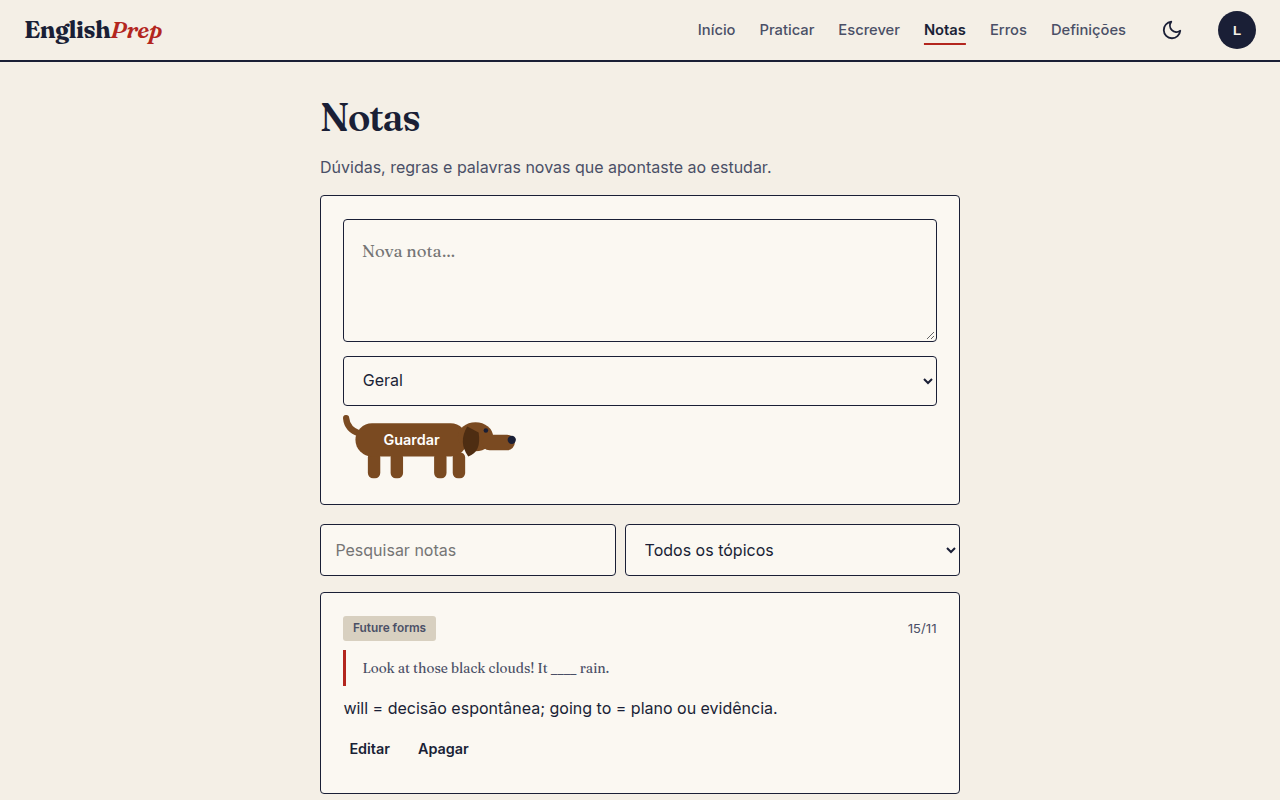 EnglishPrep
Início Praticar Escrever Notas Erros Definições L
Notas
Dúvidas, regras e palavras novas que apontaste ao estudar.
Nova nota...
Geral
Guardar
Pesquisar notas
Todos os tópicos
Future forms
15/11
Look at those black clouds! It ____ rain.
will = decisão espontânea; going to = plano ou evidência.
Editar Apagar